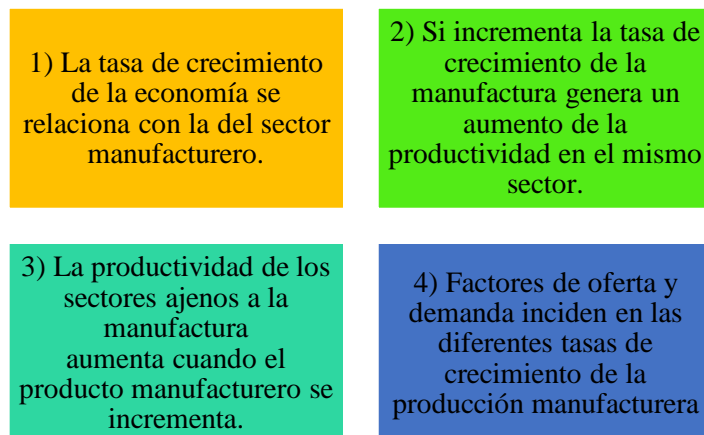 1) La tasa de crecimiento
de la economía se
relaciona con la del sector
manufacturero.
2) Si incrementa la tasa de
crecimiento de la
manufactura genera un
aumento de la
productividad en el mismo
sector.
3) La productividad de los
sectores ajenos a la
manufactura
aumenta cuando el
producto manufacturero se
incrementa.
4) Factores de oferta y
demanda inciden en las
diferentes tasas de
crecimiento de la
producción manufacturera